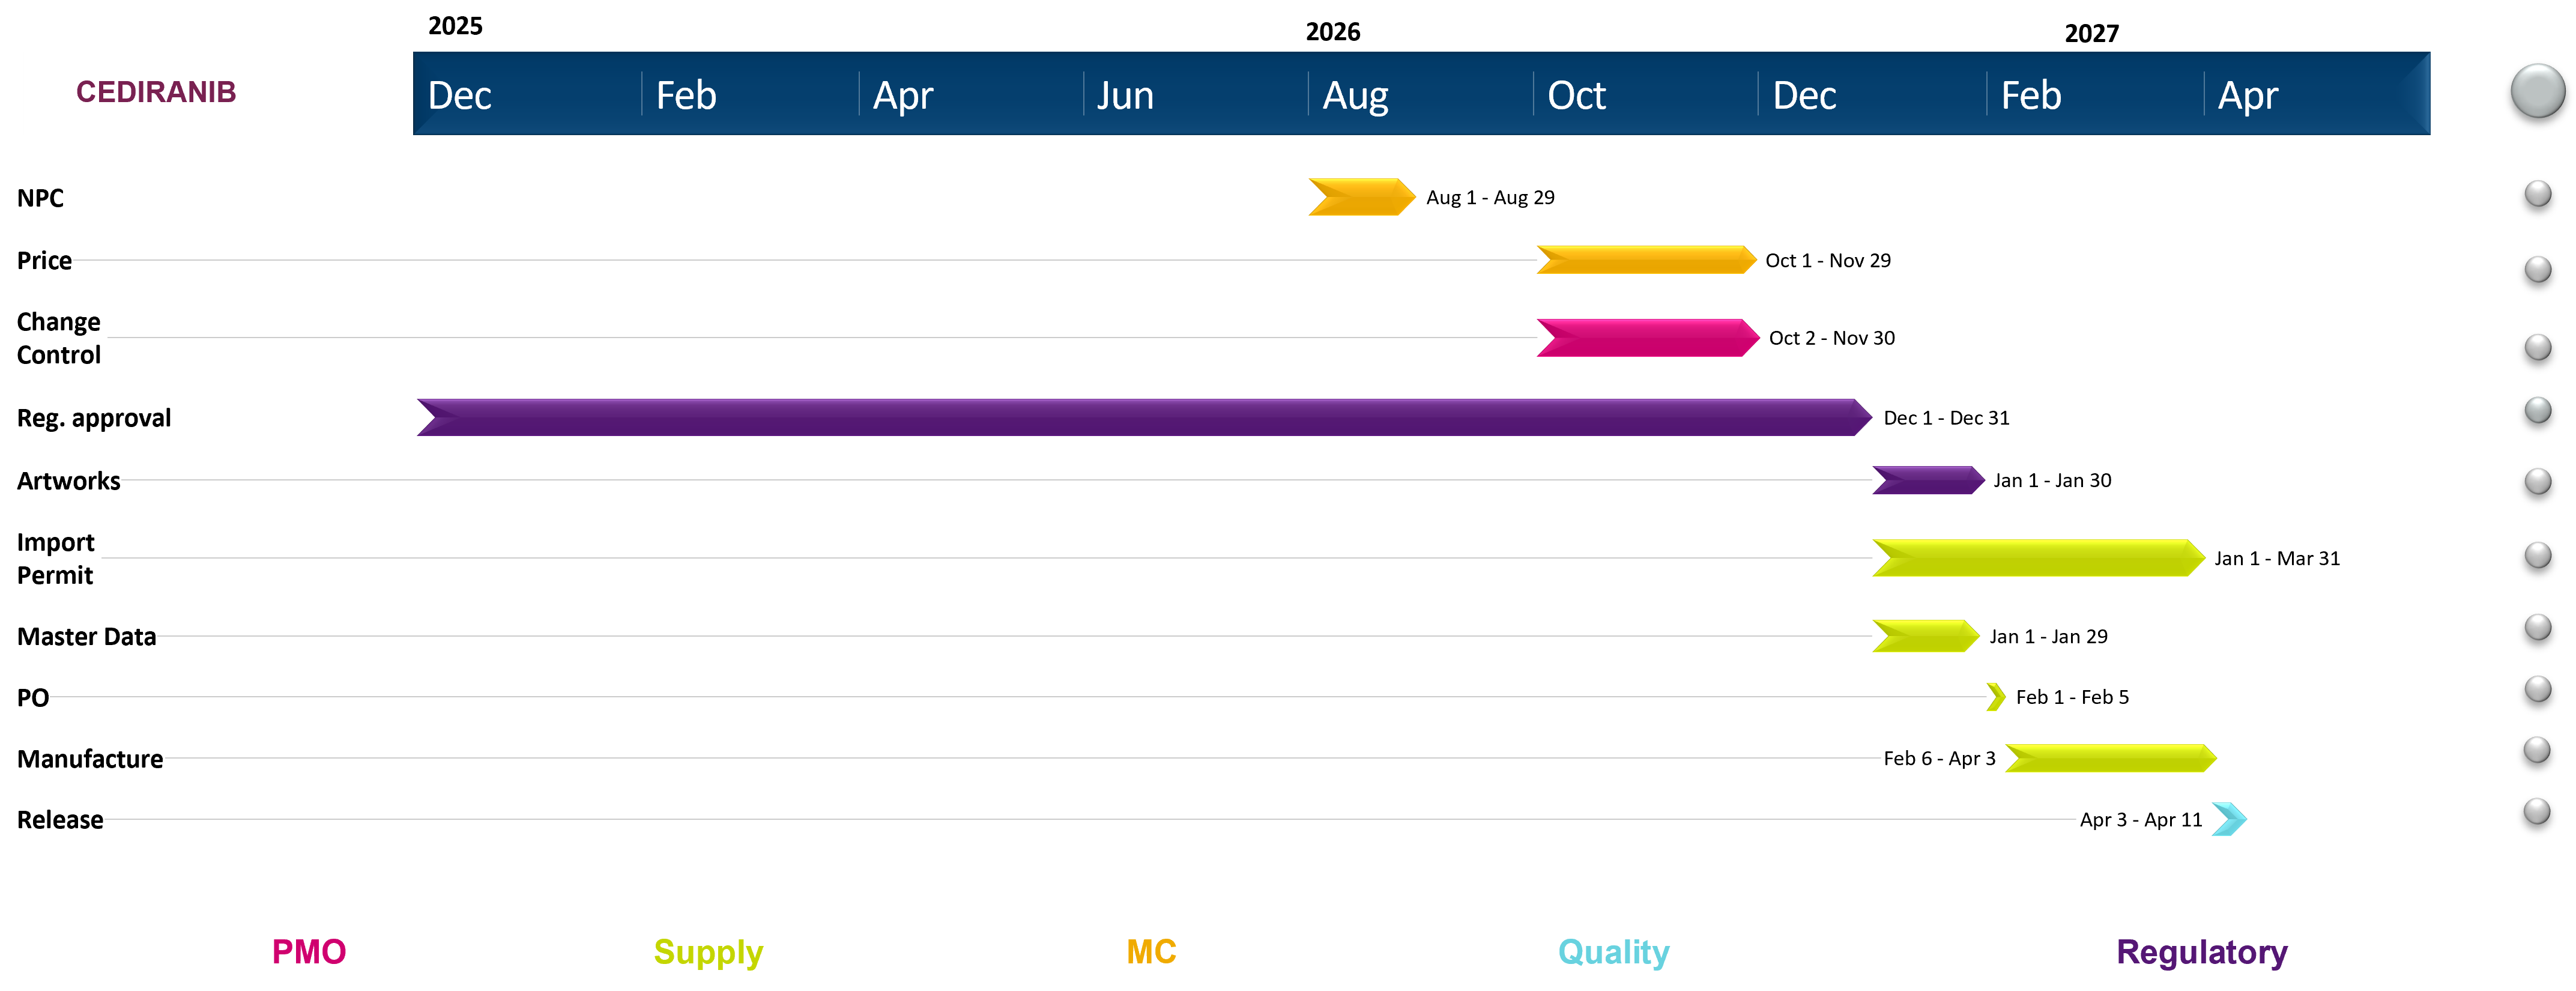 2025 2026 2027
CEDIRANIB
Dec Feb Apr Jun Aug Oct Dec Feb Apr
NPC Aug 1 - Aug 29
Price Oct 1 - Nov 29
Change
Control
Oct 2 - Nov 30
Reg. approval Dec 1 - Dec 31
Artworks Jan 1 - Jan 30
Import
Permit
Jan 1 - Mar 31
Master Data Jan 1 - Jan 29
PO Feb 1 - Feb 5
Manufacture Feb 6 - Apr 3
Release Apr 3 - Apr 11
PMO Supply MC Quality Regulatory